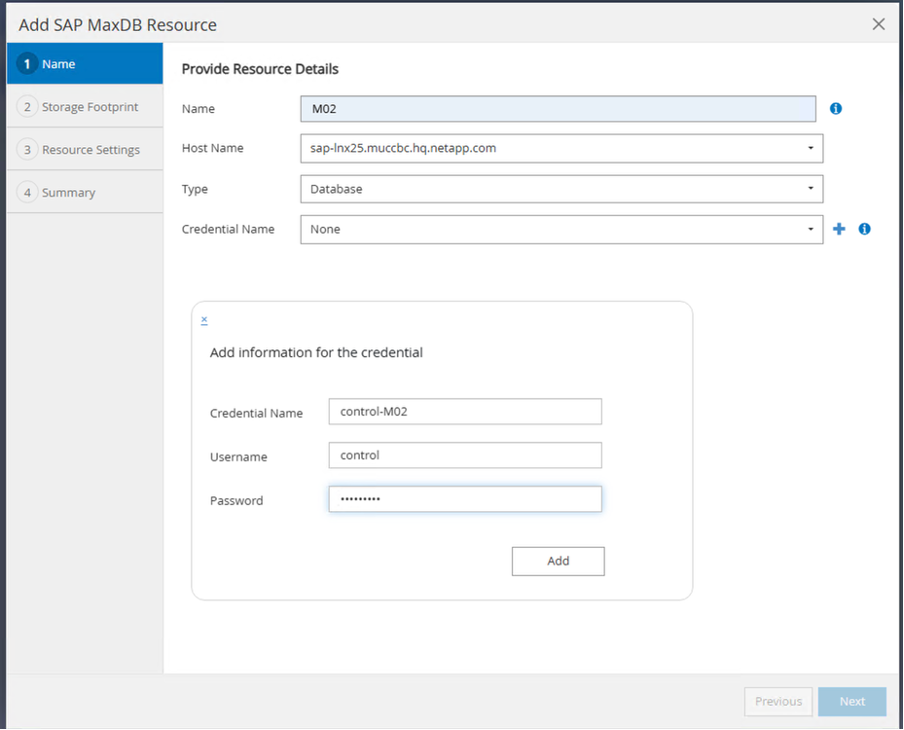 Add SAP MaxDB Resource
1 Name
2 Storage Footprint
3 Resource Settings
4 Summary
Provide Resource Details
Name M02
Host Name sap-lnx25.muccbc.hq.netapp.com
Type Database
Credential Name None
×
Add information for the credential
Credential Name control-M02
Username control
Password •••••••••
Add
Previous Next